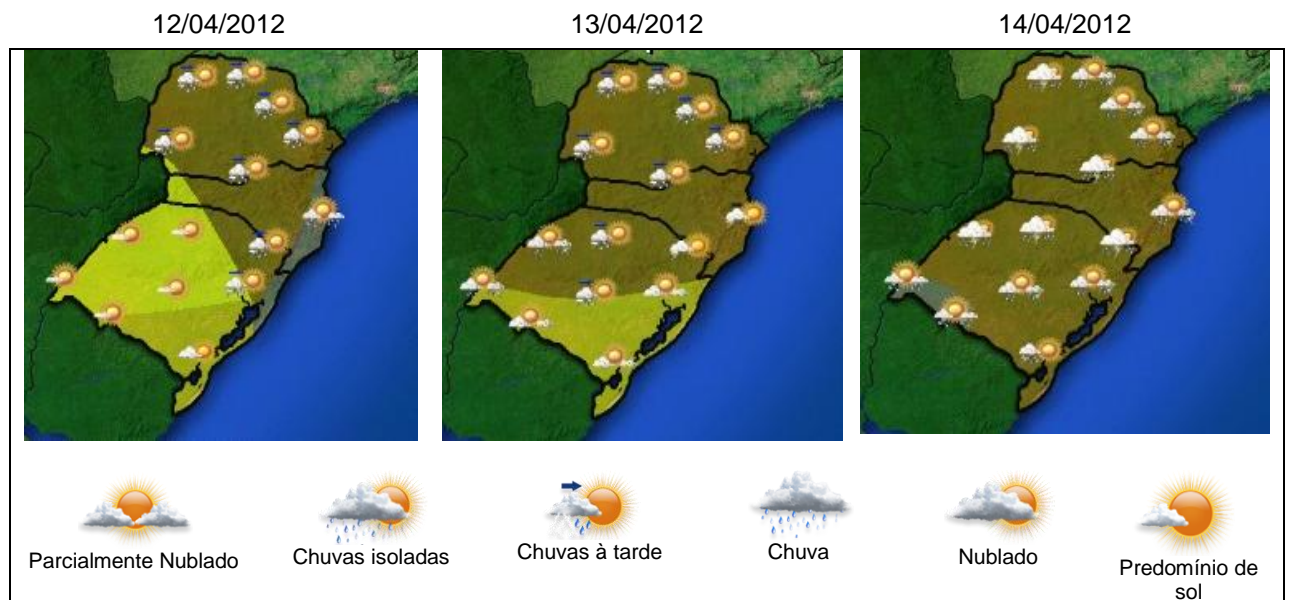 12/04/2012
13/04/2012
14/04/2012
Parcialmente Nublado
Chuvas isoladas
Chuvas à tarde
Chuva
Nublado
Predomínio de
sol